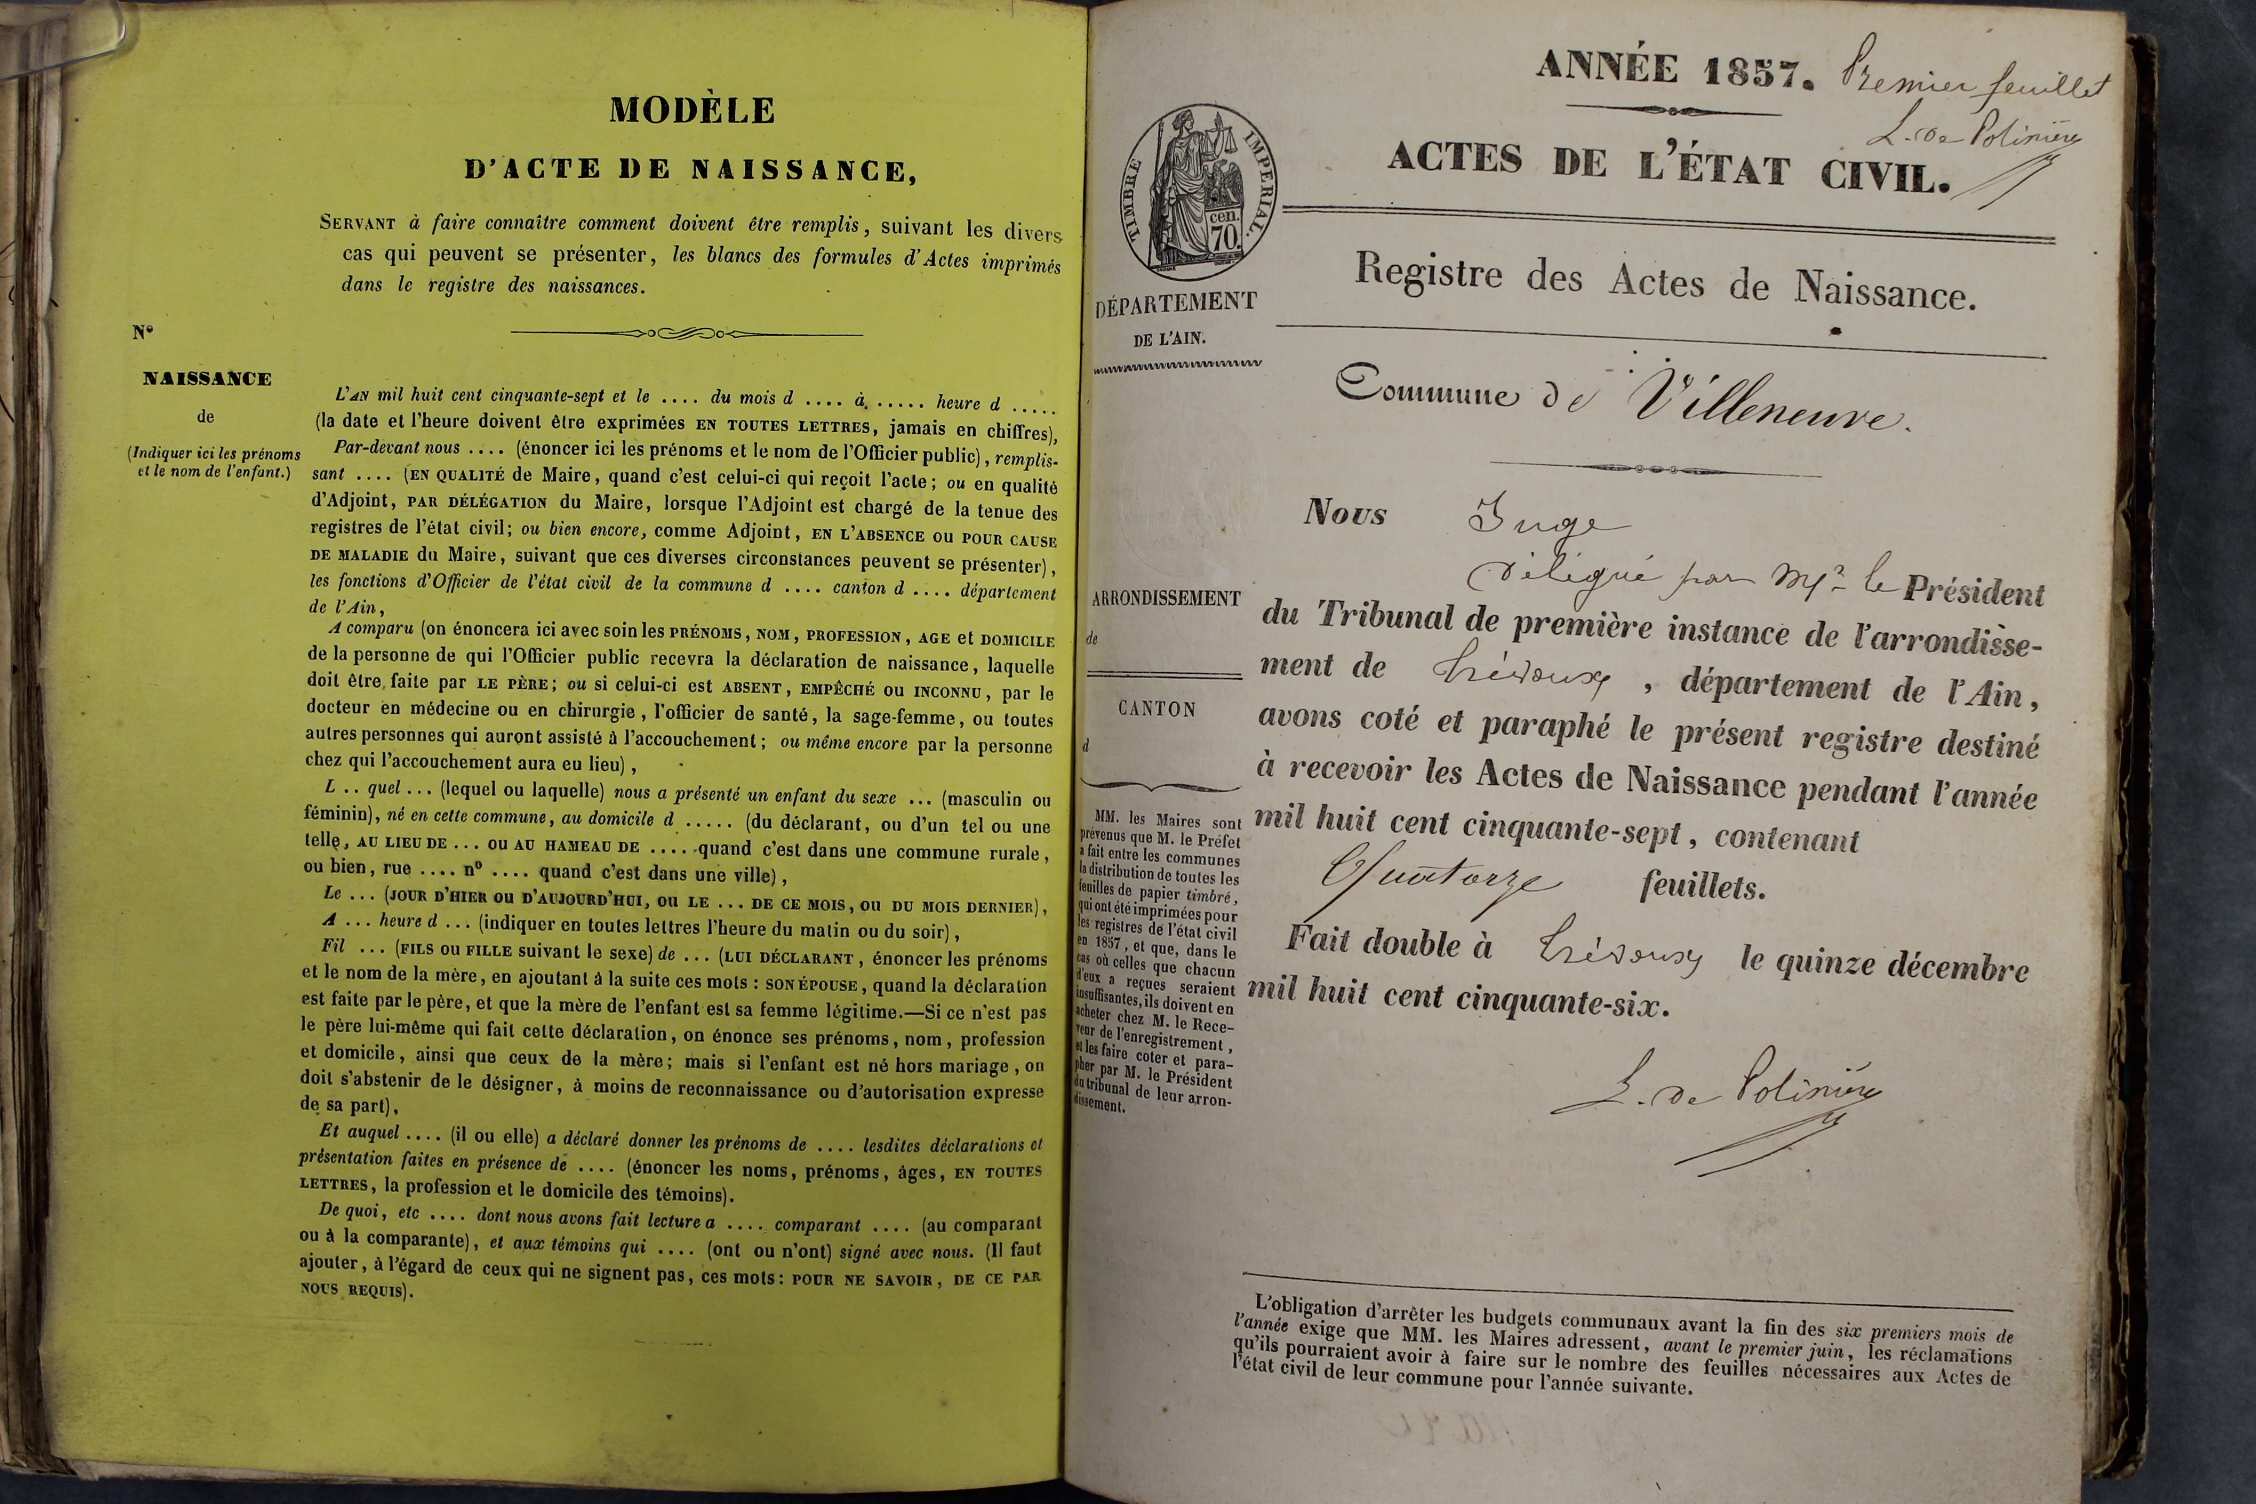 MODÈLE
D'ACTE DE NAISSANCE,
SERVANT à faire connaître comment doivent être remplis, suivant les divers
cas qui peuvent se présenter, les blancs des formules d'Actes imprimés
dans le registre des naissances.
N°
NAISSANCE
de
(Indiquer ici les prénoms
et le nom de l'enfant.)
L'AN mil huit cent cinquante-sept et le .... du mois d .... à ..... heure d .....
(la date et l'heure doivent être exprimées EN TOUTES LETTRES, jamais en chiffres),
Par-devant nous .... (énoncer ici les prénoms et le nom de l'Officier public), remplis-
sant .... (EN QUALITÉ de Maire, quand c'est celui-ci qui reçoit l'acte; ou en qualité
d'Adjoint, PAR DÉLÉGATION du Maire, lorsque l'Adjoint est chargé de la tenue des
registres de l'état civil; ou bien encore, comme Adjoint, EN L'ABSENCE OU POUR CAUSE
DE MALADIE du Maire, suivant que ces diverses circonstances peuvent se présenter),
les fonctions d'Officier de l'état civil de la commune d .... canton d .... département
de l'Ain,
A comparu (on énoncera ici avec soin les PRÉNOMS, NOM, PROFESSION, AGE et DOMICILE
de la personne de qui l'Officier public recevra la déclaration de naissance, laquelle
doit être faite par LE PÈRE; ou si celui-ci est ABSENT, EMPÊCHÉ OU INCONNU, par le
docteur en médecine ou en chirurgie, l'officier de santé, la sage-femme, ou toutes
autres personnes qui auront assisté à l'accouchement; ou même encore par la personne
chez qui l'accouchement aura eu lieu),
L .. quel ... (lequel ou laquelle) nous a présenté un enfant du sexe ... (masculin ou
féminin), né en cette commune, au domicile d ..... (du déclarant, ou d'un tel ou une
telle, AU LIEU DE ... OU AU HAMEAU DE ..... quand c'est dans une commune rurale,
ou bien, rue .... n° .... quand c'est dans une ville),
Le ... (JOUR D'HIER OU D'AUJOURD'HUI, OU LE ... DE CE MOIS, OU DU MOIS DERNIER),
A ... heure d ... (indiquer en toutes lettres l'heure du matin ou du soir),
Fil ... (FILS OU FILLE suivant le sexe) de ... (LUI DÉCLARANT, énoncer les prénoms
et le nom de la mère, en ajoutant à la suite ces mots : SON ÉPOUSE, quand la déclaration
est faite par le père, et que la mère de l'enfant est sa femme légitime.—Si ce n'est pas
le père lui-même qui fait cette déclaration, on énonce ses prénoms, nom, profession
et domicile, ainsi que ceux de la mère; mais si l'enfant est né hors mariage, on
doit s'abstenir de le désigner, à moins de reconnaissance ou d'autorisation expresse
de sa part),
Et auquel .... (il ou elle) a déclaré donner les prénoms de .... lesdites déclarations et
présentation faites en présence de .... (énoncer les noms, prénoms, âges, EN TOUTES
LETTRES, la profession et le domicile des témoins).
De quoi, etc .... dont nous avons fait lecture a .... comparant .... (au comparant
ou à la comparante), et aux témoins qui .... (ont ou n'ont) signé avec nous. (Il faut
ajouter, à l'égard de ceux qui ne signent pas, ces mots: POUR NE SAVOIR, DE CE PAR
NOUS REQUIS).
ANNÉE 1857. Premier feuillet
L. de Polinière
ACTES DE L'ÉTAT CIVIL.
TIMBRE IMPERIAL.
cen.
70.
Registre des Actes de Naissance.
DÉPARTEMENT
DE L'AIN.
Commune de Villeneuve.
Nous Juge
délégué par Mr le Président
du Tribunal de première instance de l'arrondisse-
ment de Trévoux, département de l'Ain,
avons coté et paraphé le présent registre destiné
à recevoir les Actes de Naissance pendant l'année
mil huit cent cinquante-sept, contenant
Quatorze feuillets.
Fait double à Trévoux le quinze décembre
mil huit cent cinquante-six.
L. de Polinière
ARRONDISSEMENT
de
CANTON
d
MM. les Maires sont
prévenus que M. le Préfet
a fait entre les communes
la distribution de toutes les
feuilles de papier timbré,
qui ont été imprimées pour
les registres de l'état civil
en 1857, et que, dans le
cas où celles que chacun
d'eux a reçues seraient
insuffisantes, ils doivent en
acheter chez M. le Rece-
veur de l'enregistrement,
et les faire coter et para-
pher par M. le Président
du tribunal de leur arron-
dissement.
L'obligation d'arrêter les budgets communaux avant la fin des six premiers mois de
l'année exige que MM. les Maires adressent, avant le premier juin, les réclamations
qu'ils pourraient avoir à faire sur le nombre des feuilles nécessaires aux Actes de
l'état civil de leur commune pour l'année suivante.